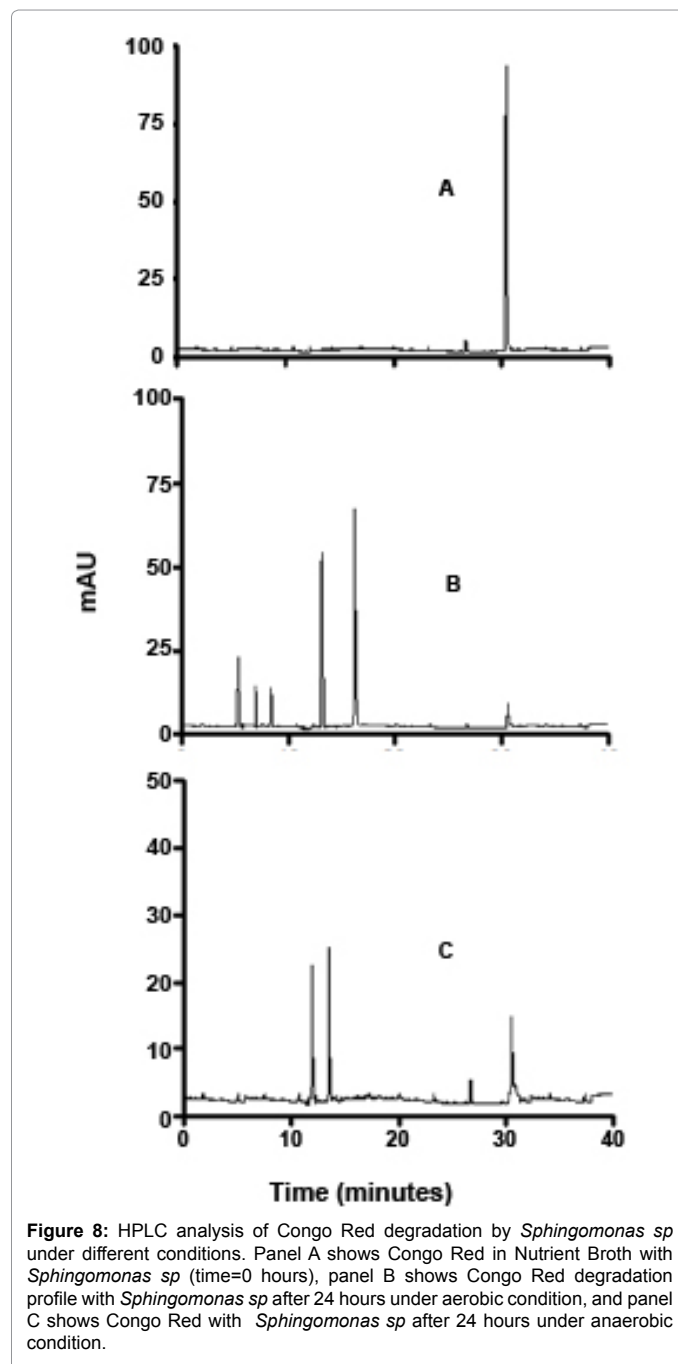 100
75
50
25
0
A
100
75
50
25
0
B
mAU
50
40
30
20
10
0
C
0 10 20 30 40
Time (minutes)
Figure 8: HPLC analysis of Congo Red degradation by Sphingomonas sp
under different conditions. Panel A shows Congo Red in Nutrient Broth with
Sphingomonas sp (time=0 hours), panel B shows Congo Red degradation
profile with Sphingomonas sp after 24 hours under aerobic condition, and panel
C shows Congo Red with Sphingomonas sp after 24 hours under anaerobic
condition.